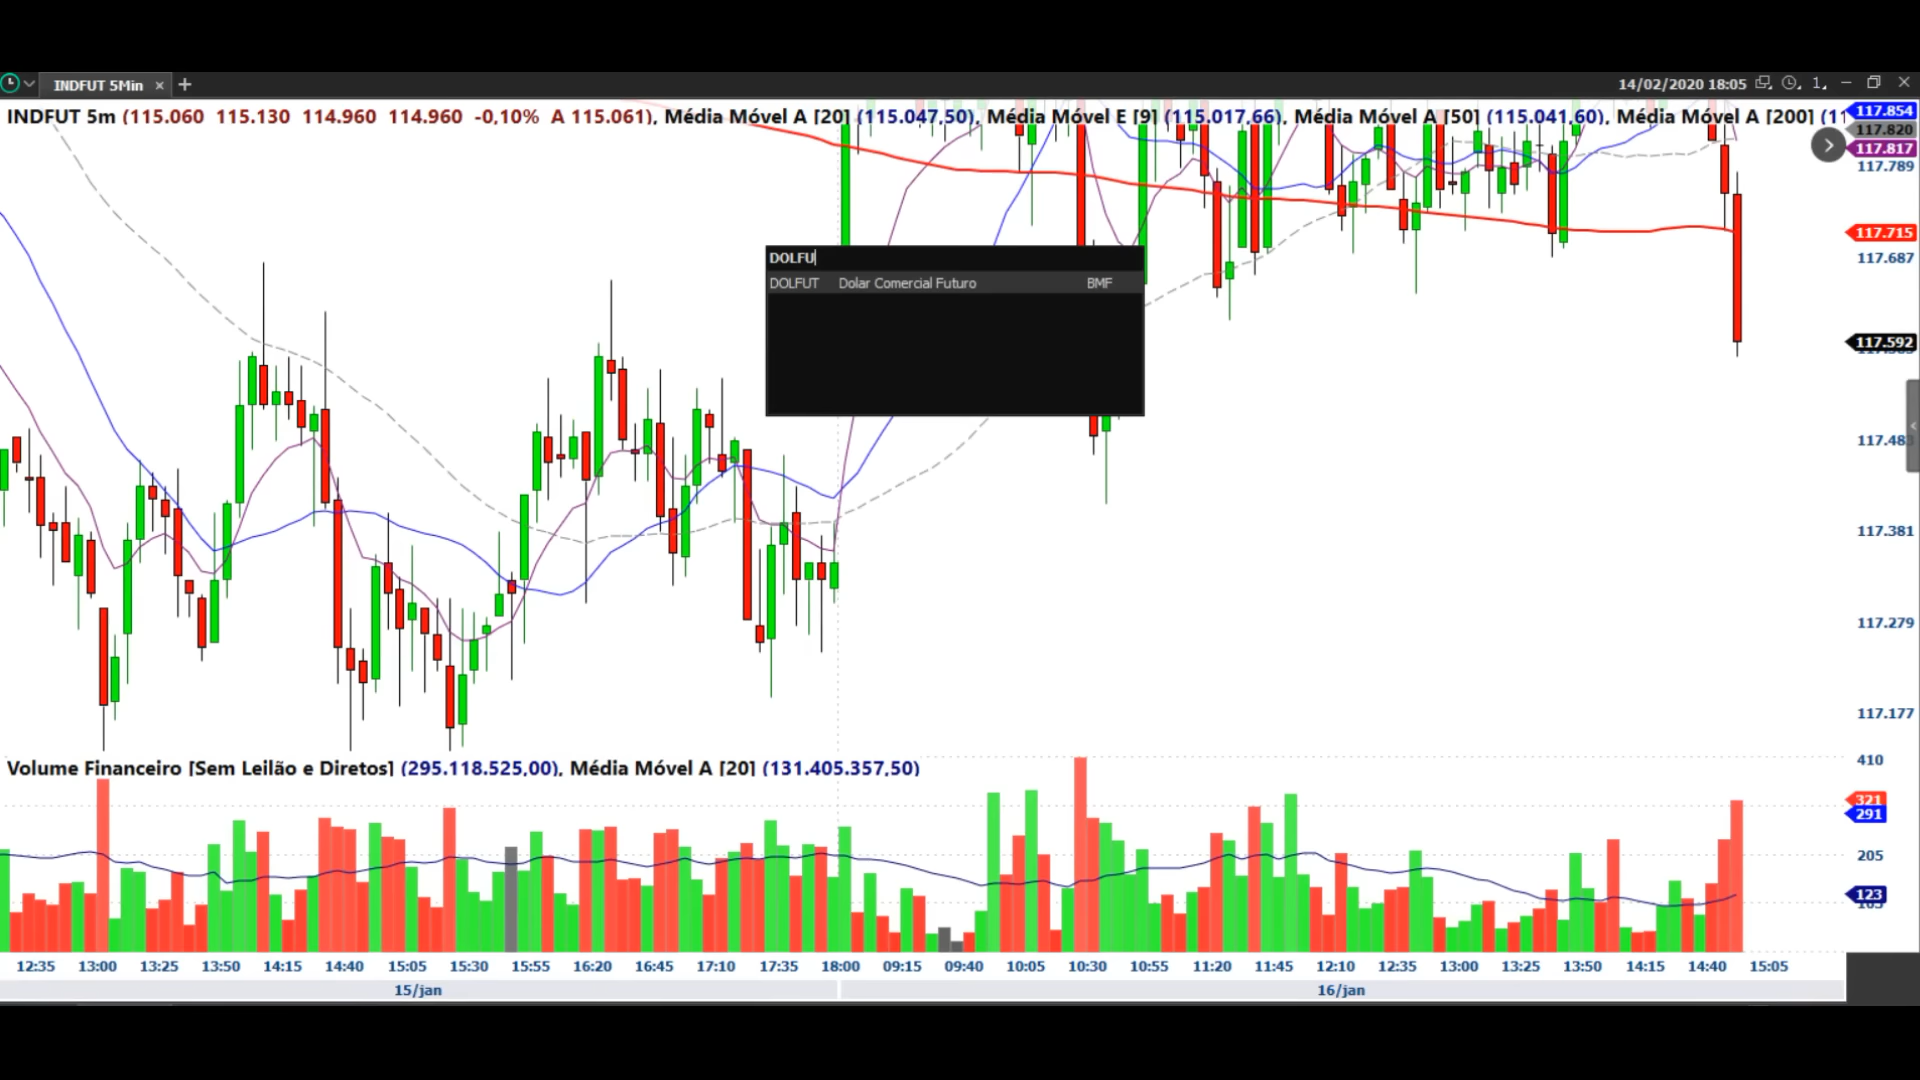 INDFUT 5Min × +
14/02/2020 18:05 1
INDFUT 5m (115.060 115.130 114.960 114.960 -0,10% A 115.061), Média Móvel A [20] (115.047,50), Média Móvel E [9] (115.017,66), Média Móvel A [50] (115.041,60), Média Móvel A [200] (11
117.854
117.820
117.817
117.789
117.715
117.687
117.592
117.483
117.381
117.279
117.177
DOLFU
DOLFUT Dolar Comercial Futuro BMF
Volume Financeiro [Sem Leilão e Diretos] (295.118.525,00), Média Móvel A [20] (131.405.357,50)
410
321
291
205
123
12:35 13:00 13:25 13:50 14:15 14:40 15:05 15:30 15:55 16:20 16:45 17:10 17:35 18:00 09:15 09:40 10:05 10:30 10:55 11:20 11:45 12:10 12:35 13:00 13:25 13:50 14:15 14:40 15:05
15/jan 16/jan